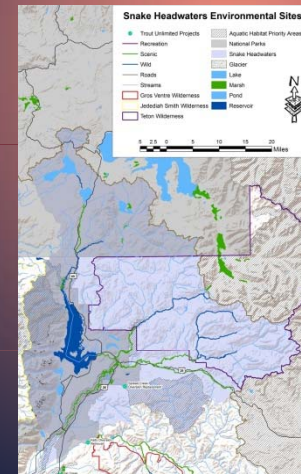 Snake Headwaters Environmental Sites
Trout Unlimited Projects
Recreation
Scenic
Wild
Roads
Streams
Gros Ventre Wilderness
Jedediah Smith Wilderness
Teton Wilderness
Aquatic Habitat Priority Areas
National Parks
Snake Headwaters
Glacier
Lake
Marsh
Pond
Reservoir
N
0 2.5 5 10 15 20
Miles